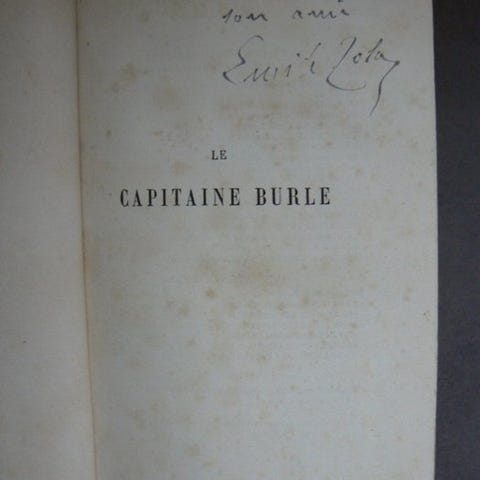 son ami
Emile Zola
LE
CAPITAINE BURLE